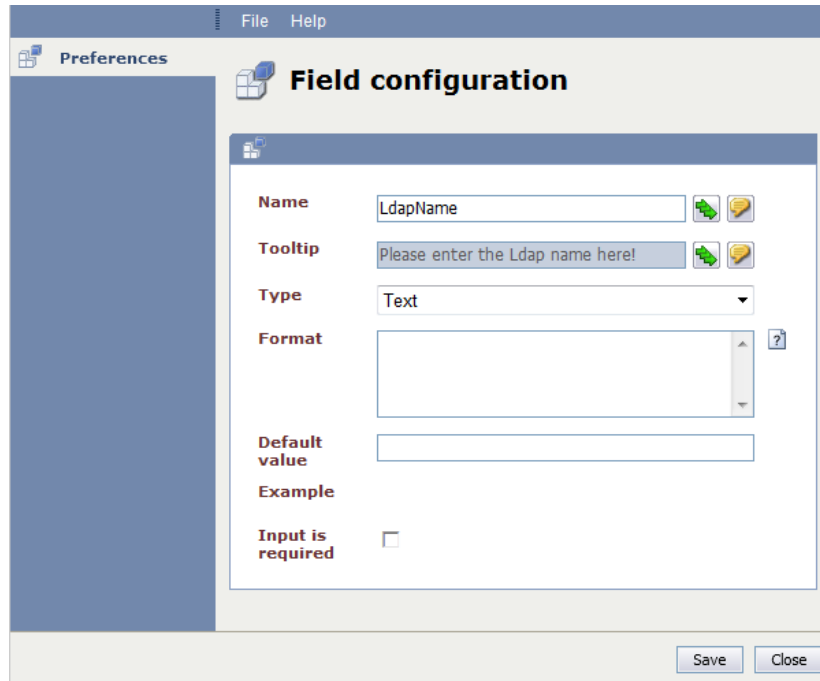 File Help
Preferences
Field configuration
Name
LdapName
Tooltip
Please enter the Ldap name here!
Type
Text
Format
?
Default
value
Example
Input is
required
Save Close